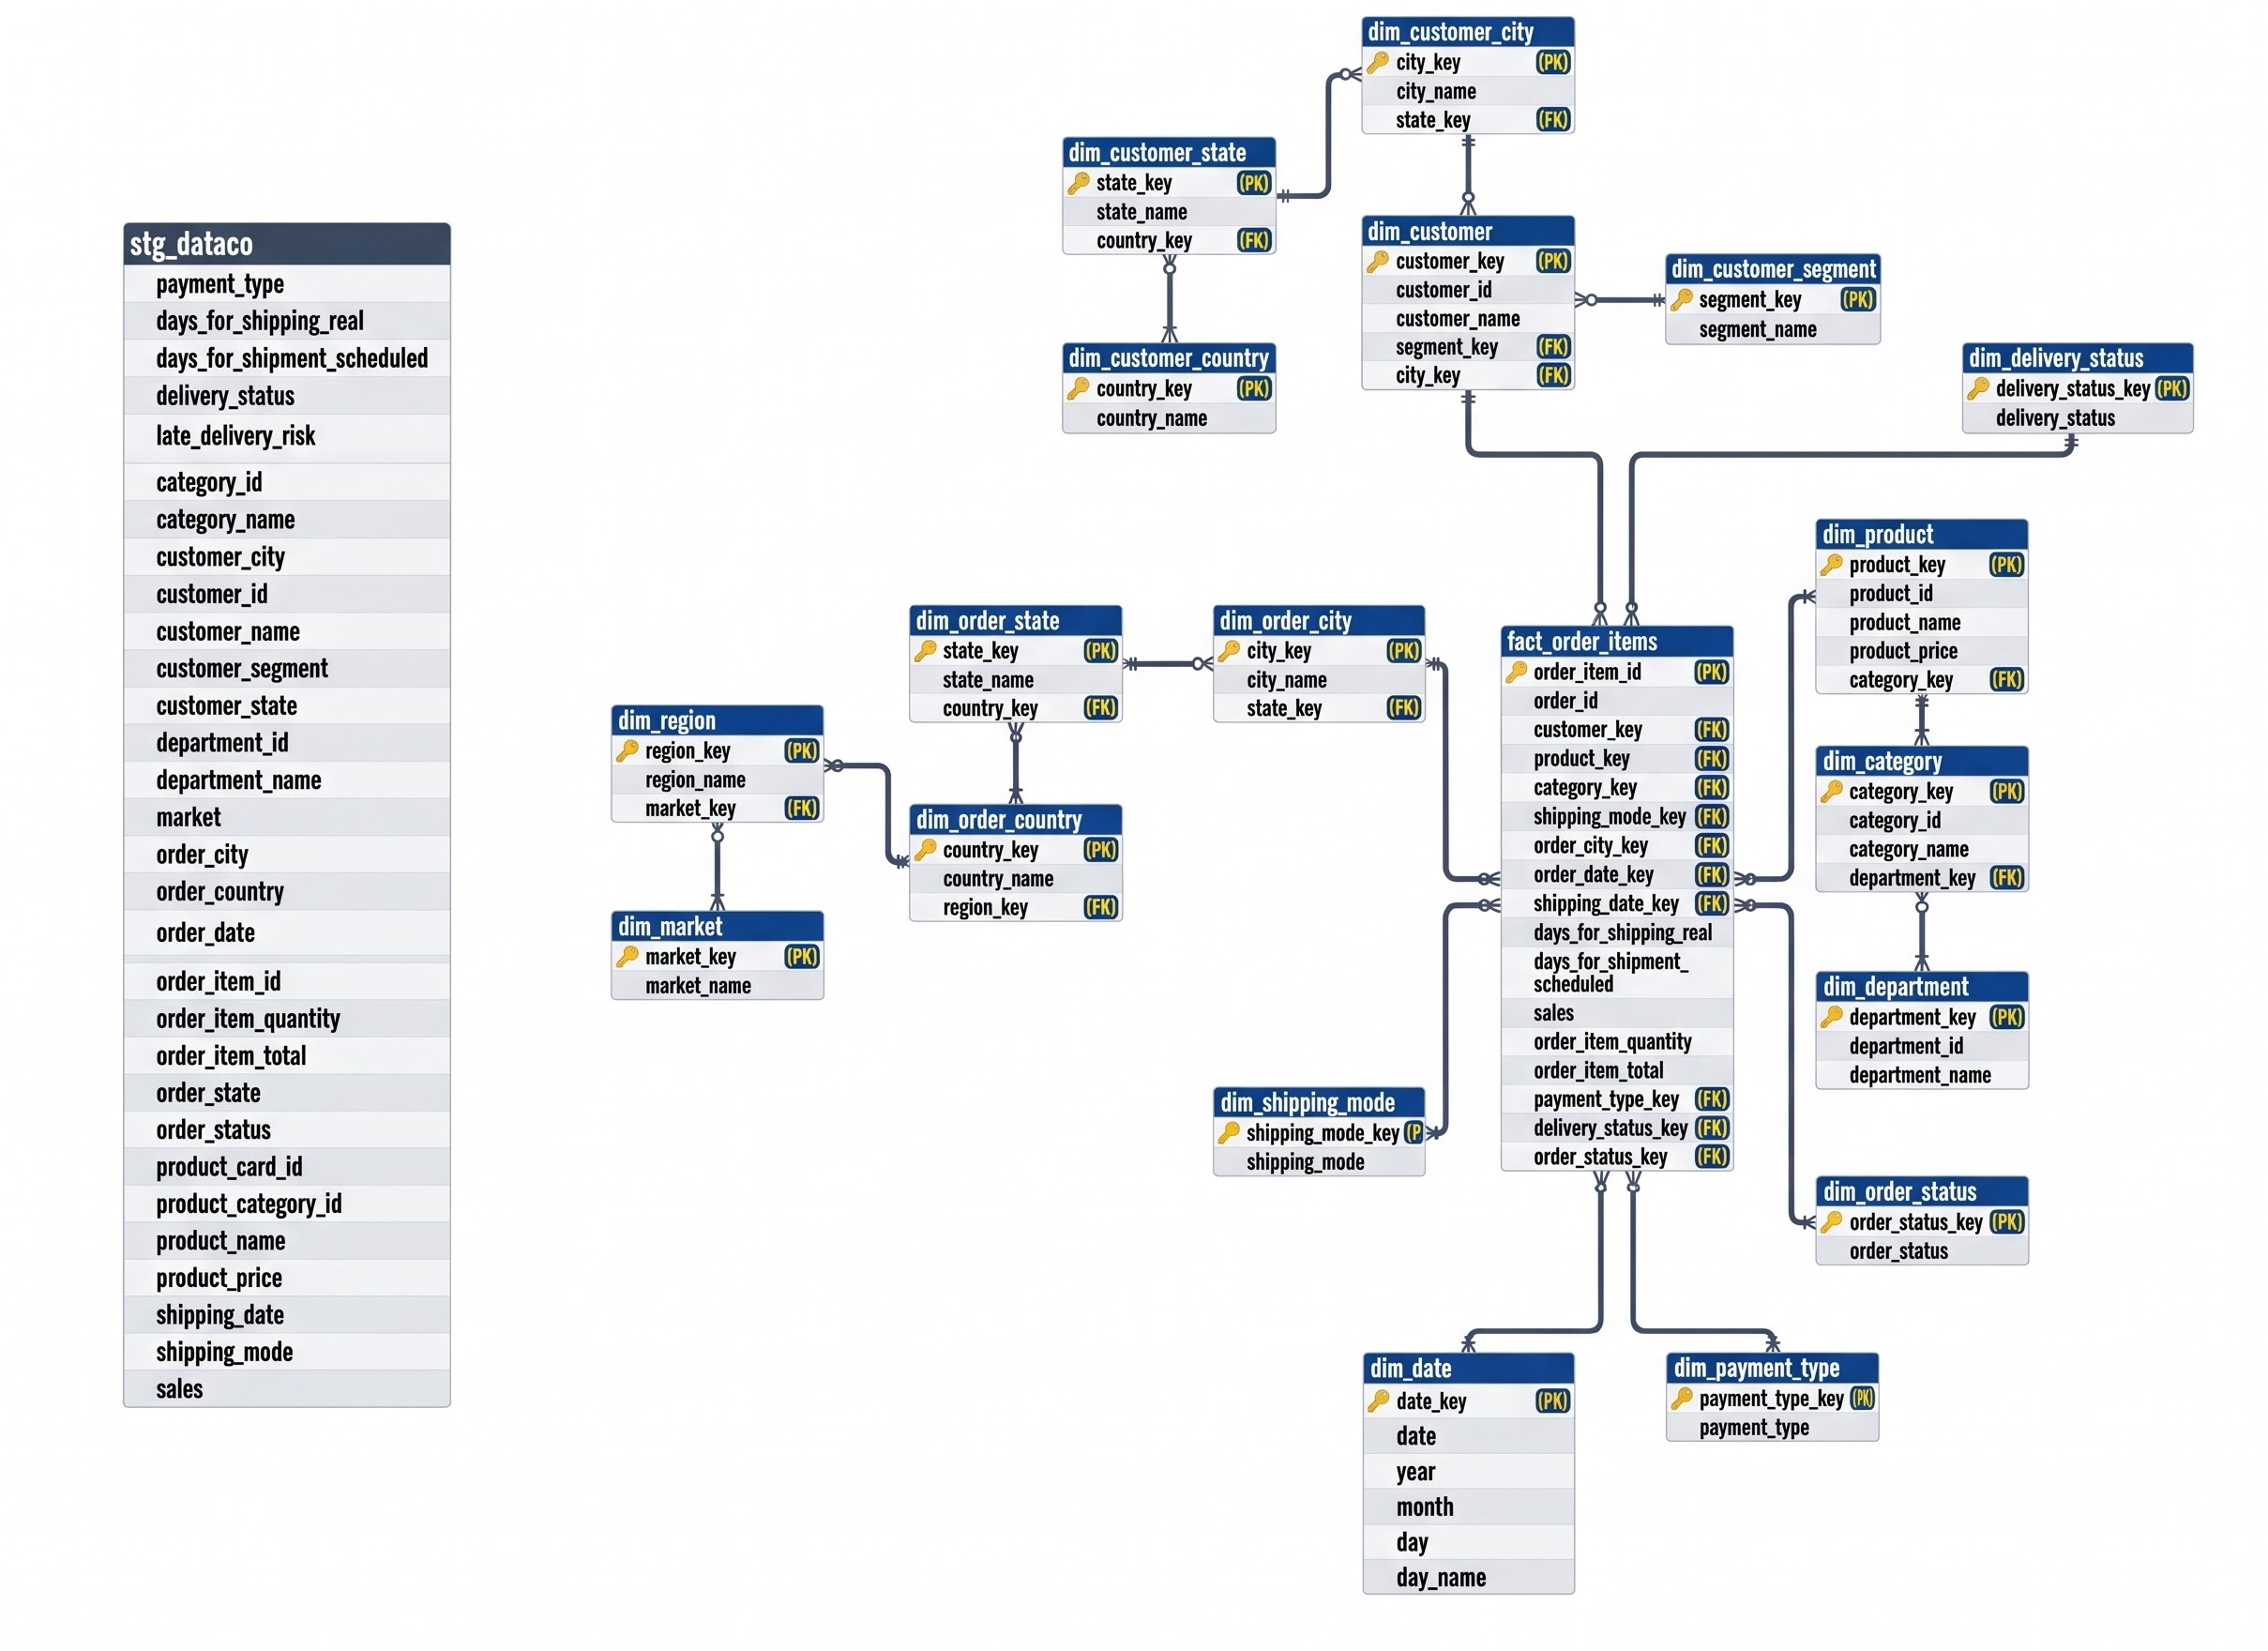 stg_dataco
payment_type
days_for_shipping_real
days_for_shipment_scheduled
delivery_status
late_delivery_risk
category_id
category_name
customer_city
customer_id
customer_name
customer_segment
customer_state
department_id
department_name
market
order_city
order_country
order_date
order_item_id
order_item_quantity
order_item_total
order_state
order_status
product_card_id
product_category_id
product_name
product_price
shipping_date
shipping_mode
sales
dim_customer_city
city_key (PK)
city_name
state_key (FK)
dim_customer_state
state_key (PK)
state_name
country_key (FK)
dim_customer_country
country_key (PK)
country_name
dim_customer
customer_key (PK)
customer_id
customer_name
segment_key (FK)
city_key (FK)
dim_customer_segment
segment_key (PK)
segment_name
dim_delivery_status
delivery_status_key (PK)
delivery_status
dim_region
region_key (PK)
region_name
market_key (FK)
dim_market
market_key (PK)
market_name
dim_order_state
state_key (PK)
state_name
country_key (FK)
dim_order_country
country_key (PK)
country_name
region_key (FK)
dim_order_city
city_key (PK)
city_name
state_key (FK)
dim_shipping_mode
shipping_mode_key (P
shipping_mode
fact_order_items
order_item_id (PK)
order_id
customer_key (FK)
product_key (FK)
category_key (FK)
shipping_mode_key (FK)
order_city_key (FK)
order_date_key (FK)
shipping_date_key (FK)
days_for_shipping_real
days_for_shipment_
scheduled
sales
order_item_quantity
order_item_total
payment_type_key (FK)
delivery_status_key (FK)
order_status_key (FK)
dim_product
product_key (PK)
product_id
product_name
product_price
category_key (FK)
dim_category
category_key (PK)
category_id
category_name
department_key (FK)
dim_department
department_key (PK)
department_id
department_name
dim_order_status
order_status_key (PK)
order_status
dim_date
date_key (PK)
date
year
month
day
day_name
dim_payment_type
payment_type_key (PK)
payment_type